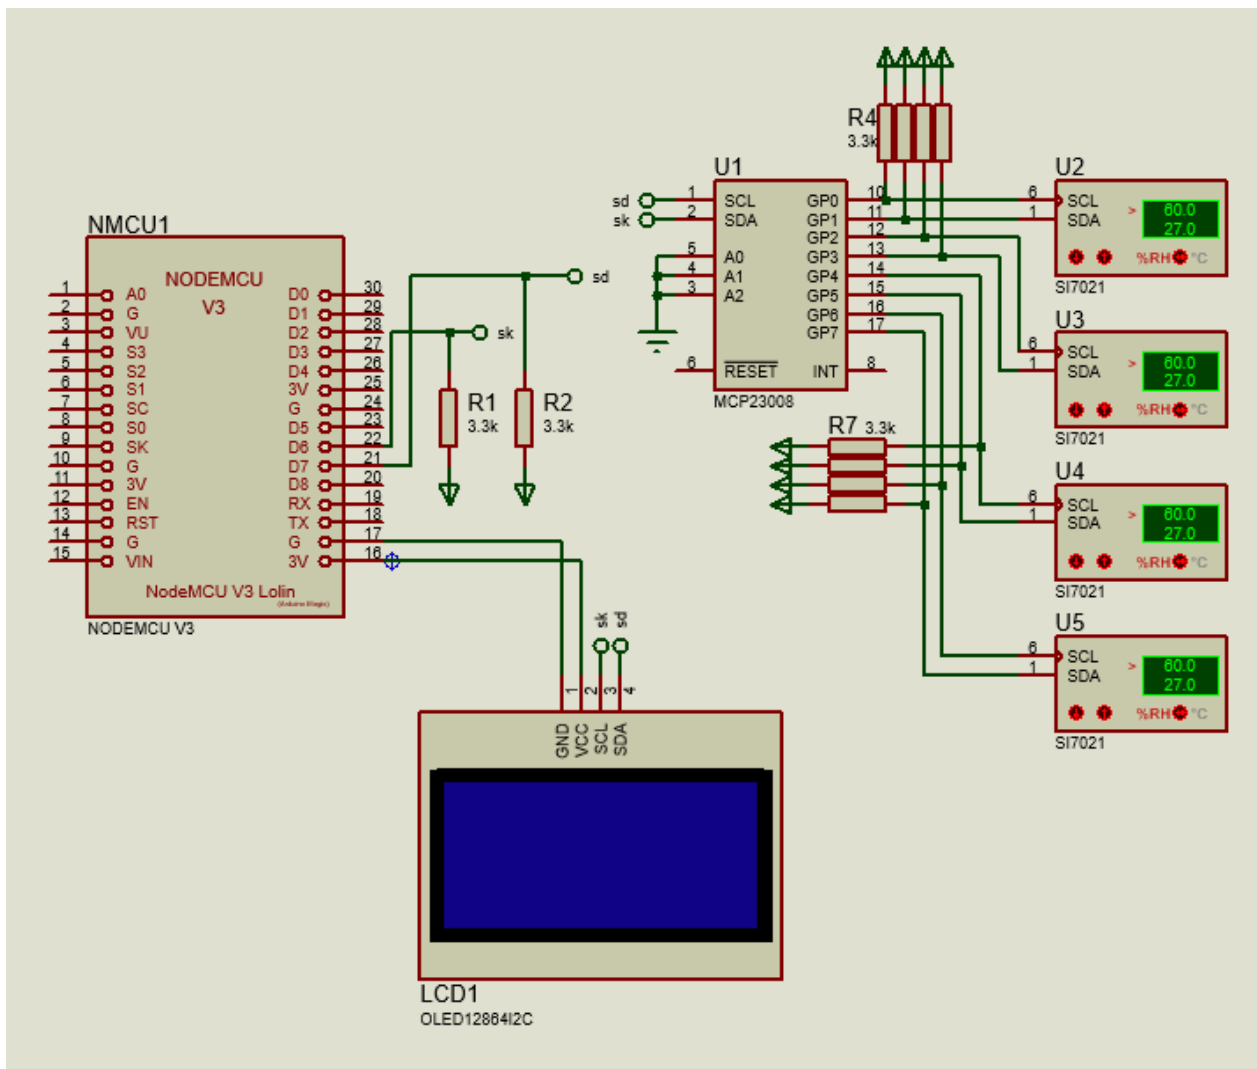 NMCU1
NODEMCU
V3
1 A0
2 G
3 VU
4 S3
5 S2
6 S1
7 SC
8 S0
9 SK
10 G
11 3V
12 EN
13 RST
14 G
15 VIN
D0 30
D1 29
D2 28
D3 27
D4 26
3V 25
G 24
D5 23
D6 22
D7 21
D8 20
RX 19
TX 18
G 17
3V 16
NodeMCU V3 Lolin
NODEMCU V3
sd
sk
R1
3.3k
R2
3.3k
R4
3.3k
U1
sd 1 SCL
sk 2 SDA
5 A0
4 A1
3 A2
6 RESET
GP0 10
GP1 11
GP2 12
GP3 13
GP4 14
GP5 15
GP6 16
GP7 17
INT 8
MCP23008
R7 3.3k
U2
6 SCL
1 SDA
>
60.0
27.0
%RH °C
SI7021
U3
6 SCL
1 SDA
>
60.0
27.0
%RH °C
SI7021
U4
6 SCL
1 SDA
>
60.0
27.0
%RH °C
SI7021
U5
6 SCL
1 SDA
>
60.0
27.0
%RH °C
SI7021
sk
sd
1
2
3
4
GND
VCC
SCL
SDA
LCD1
OLED12864I2C